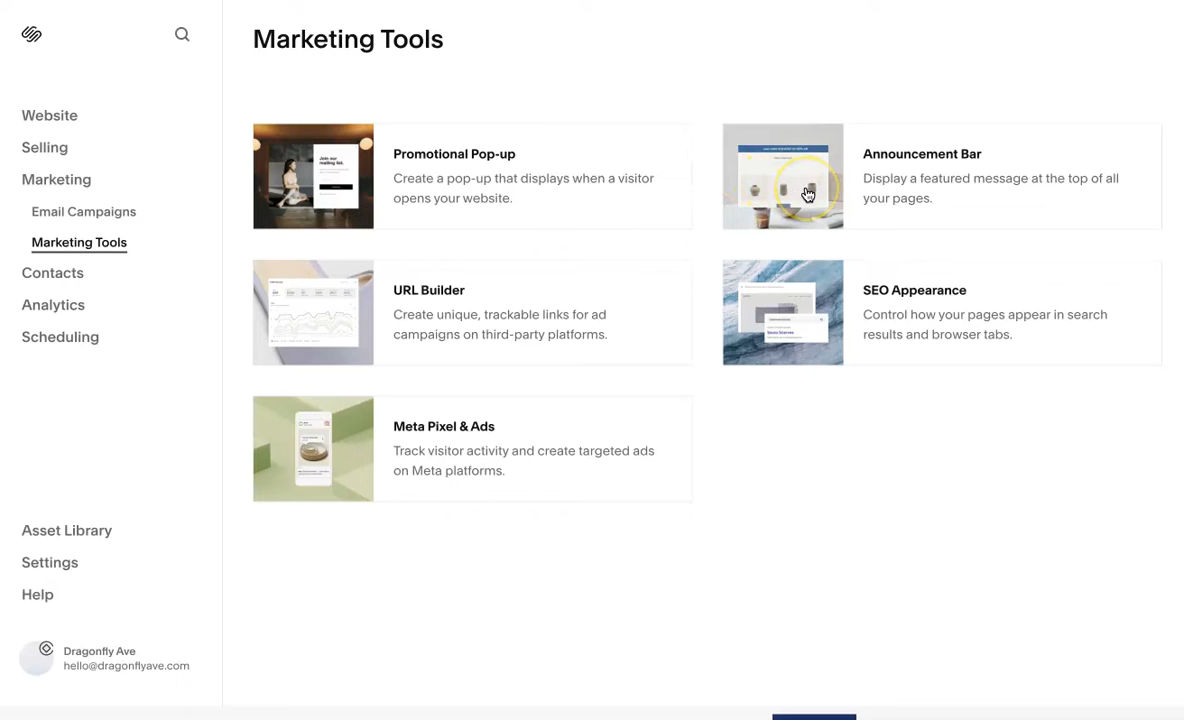 Marketing Tools
Website
Selling
Marketing
Email Campaigns
Marketing Tools
Contacts
Analytics
Scheduling
Asset Library
Settings
Help
Dragonfly Ave
hello@dragonflyave.com
Join our
mailing list.
Promotional Pop-up
Create a pop-up that displays when a visitor
opens your website.
Announcement Bar
Display a featured message at the top of all
your pages.
URL Builder
Create unique, trackable links for ad
campaigns on third-party platforms.
SEO Appearance
Control how your pages appear in search
results and browser tabs.
Meta Pixel & Ads
Track visitor activity and create targeted ads
on Meta platforms.